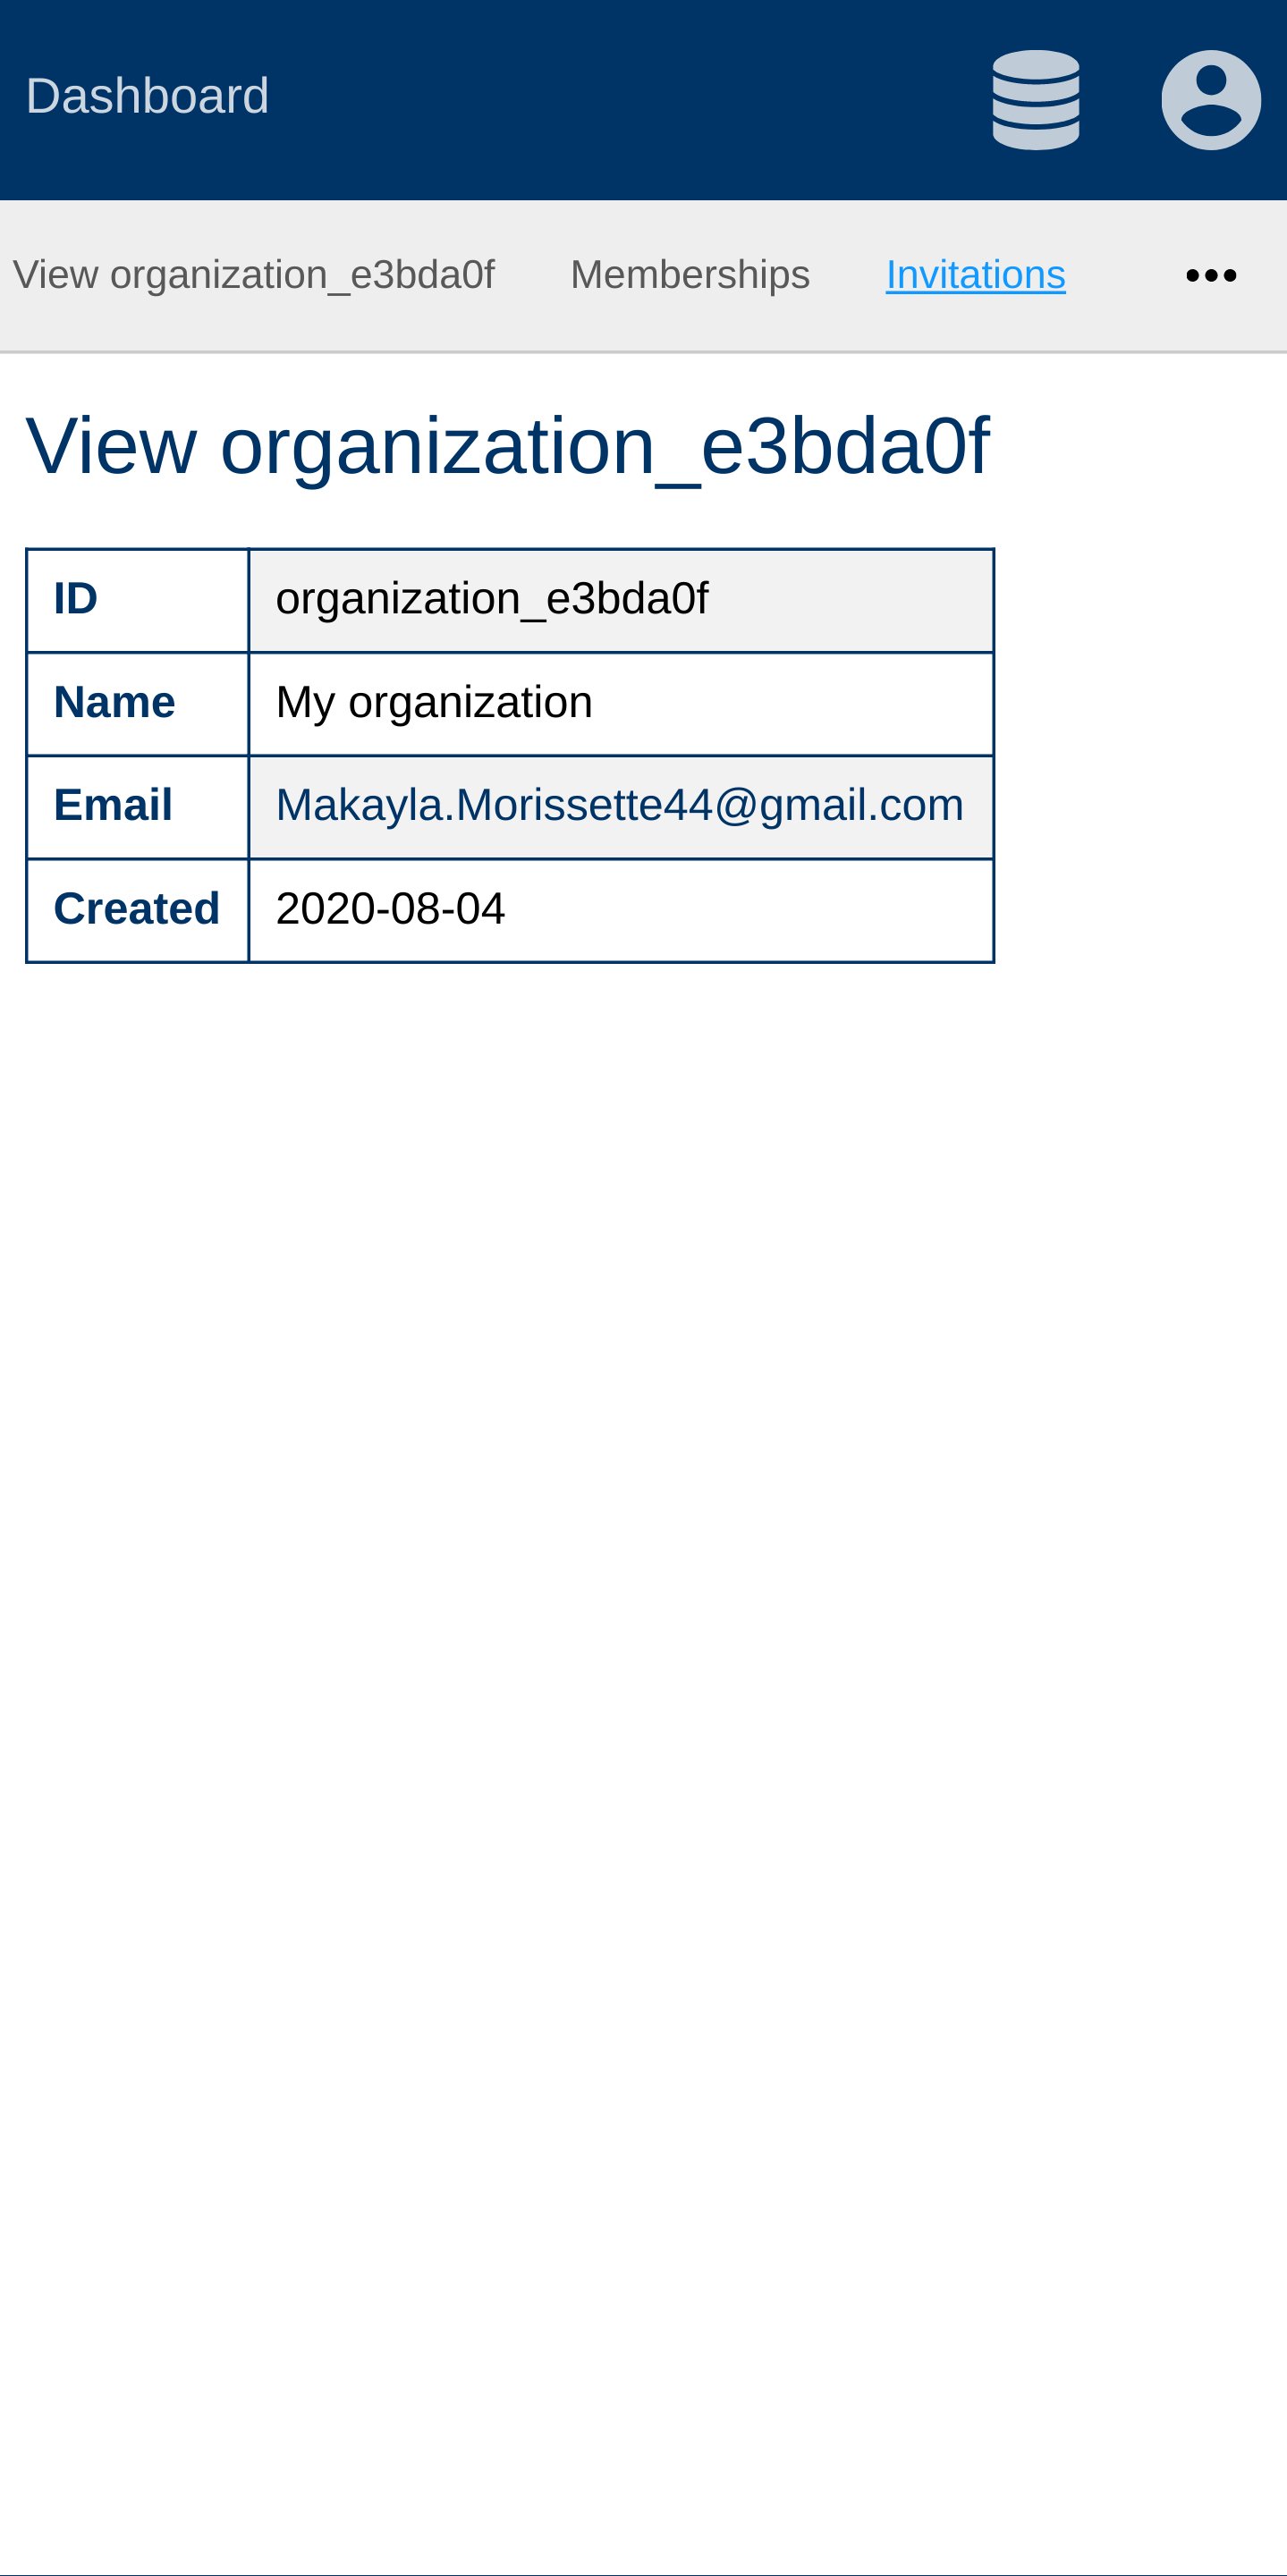 Dashboard
View organization_e3bda0f Memberships Invitations •••
View organization_e3bda0f
ID organization_e3bda0f
Name My organization
Email Makayla.Morissette44@gmail.com
Created 2020-08-04